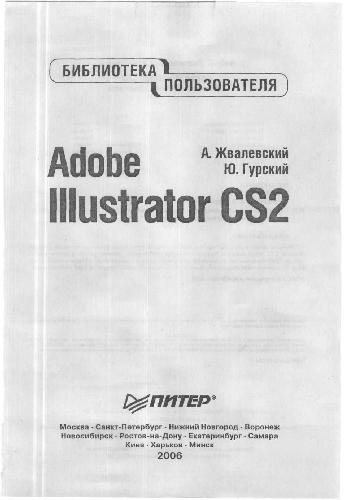 БИБЛИОТЕКА
ПОЛЬЗОВАТЕЛЯ
А. Жвалевский
Ю. Гурский
Adobe
Illustrator CS2
ПИТЕР®
Москва · Санкт-Петербург · Нижний Новгород · Воронеж
Новосибирск · Ростов-на-Дону · Екатеринбург · Самара
Киев · Харьков · Минск
2006